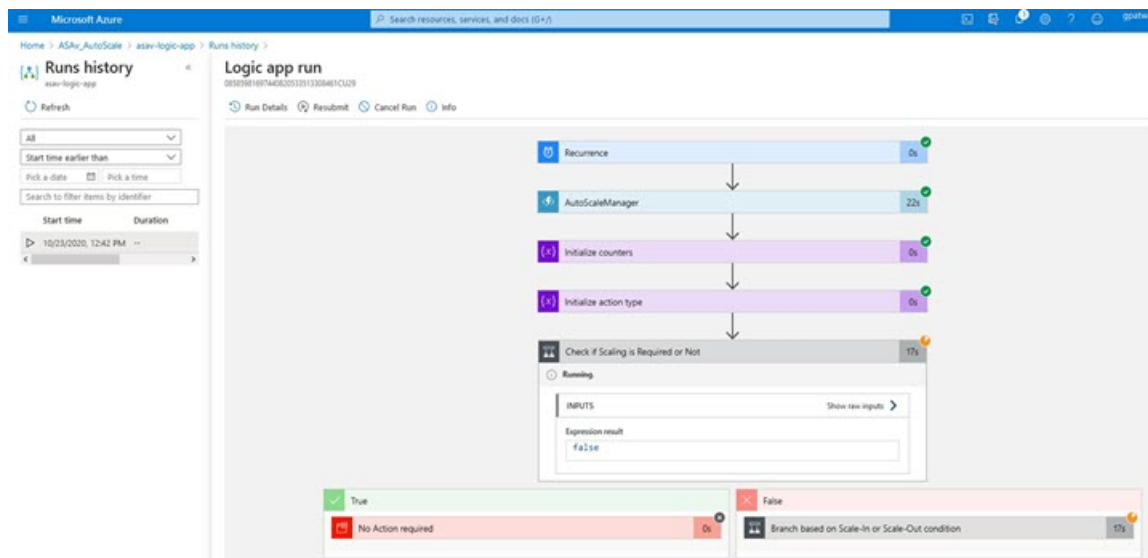 Microsoft Azure
Search resources, services, and docs (G+/)
Home > ASAv_AutoScale > asav-logic-app > Runs history >
Runs history
asav-logic-app
Refresh
All
Start time earlier than
Pick a date
Pick a time
Search to filter items by identifier
Start time Duration
10/23/2020, 12:42 PM --
Logic app run
Run Details Resubmit Cancel Run Info
Recurrence 0s
AutoScaleManager 22s
{x} Initialize counters 0s
{x} Initialize action type 0s
Check if Scaling is Required or Not 17s
Running.
INPUTS Show raw inputs
Expression result
false
True
No Action required 0s
False
Branch based on Scale-In or Scale-Out condition 17s